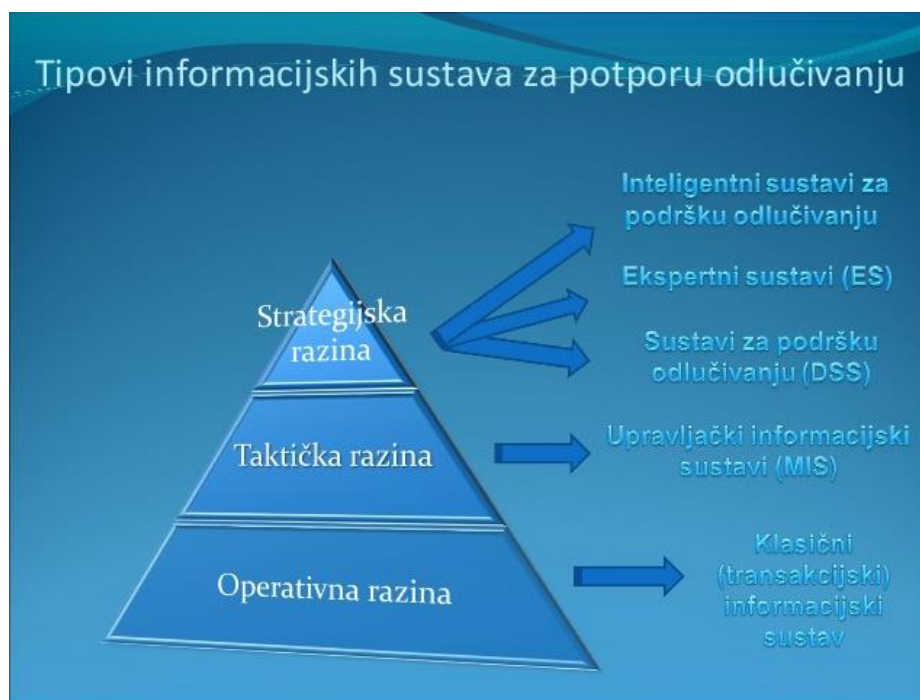 Tipovi informacijskih sustava za potporu odlučivanju
Inteligentni sustavi za
podršku odlučivanju
Ekspertni sustavi (ES)
Strategijska
razina
Sustavi za podršku
odlučivanju (DSS)
Taktička razina
Upravljački informacijski
sustavi (MIS)
Operativna razina
Klasični
(transakcijski)
informacijski
sustav